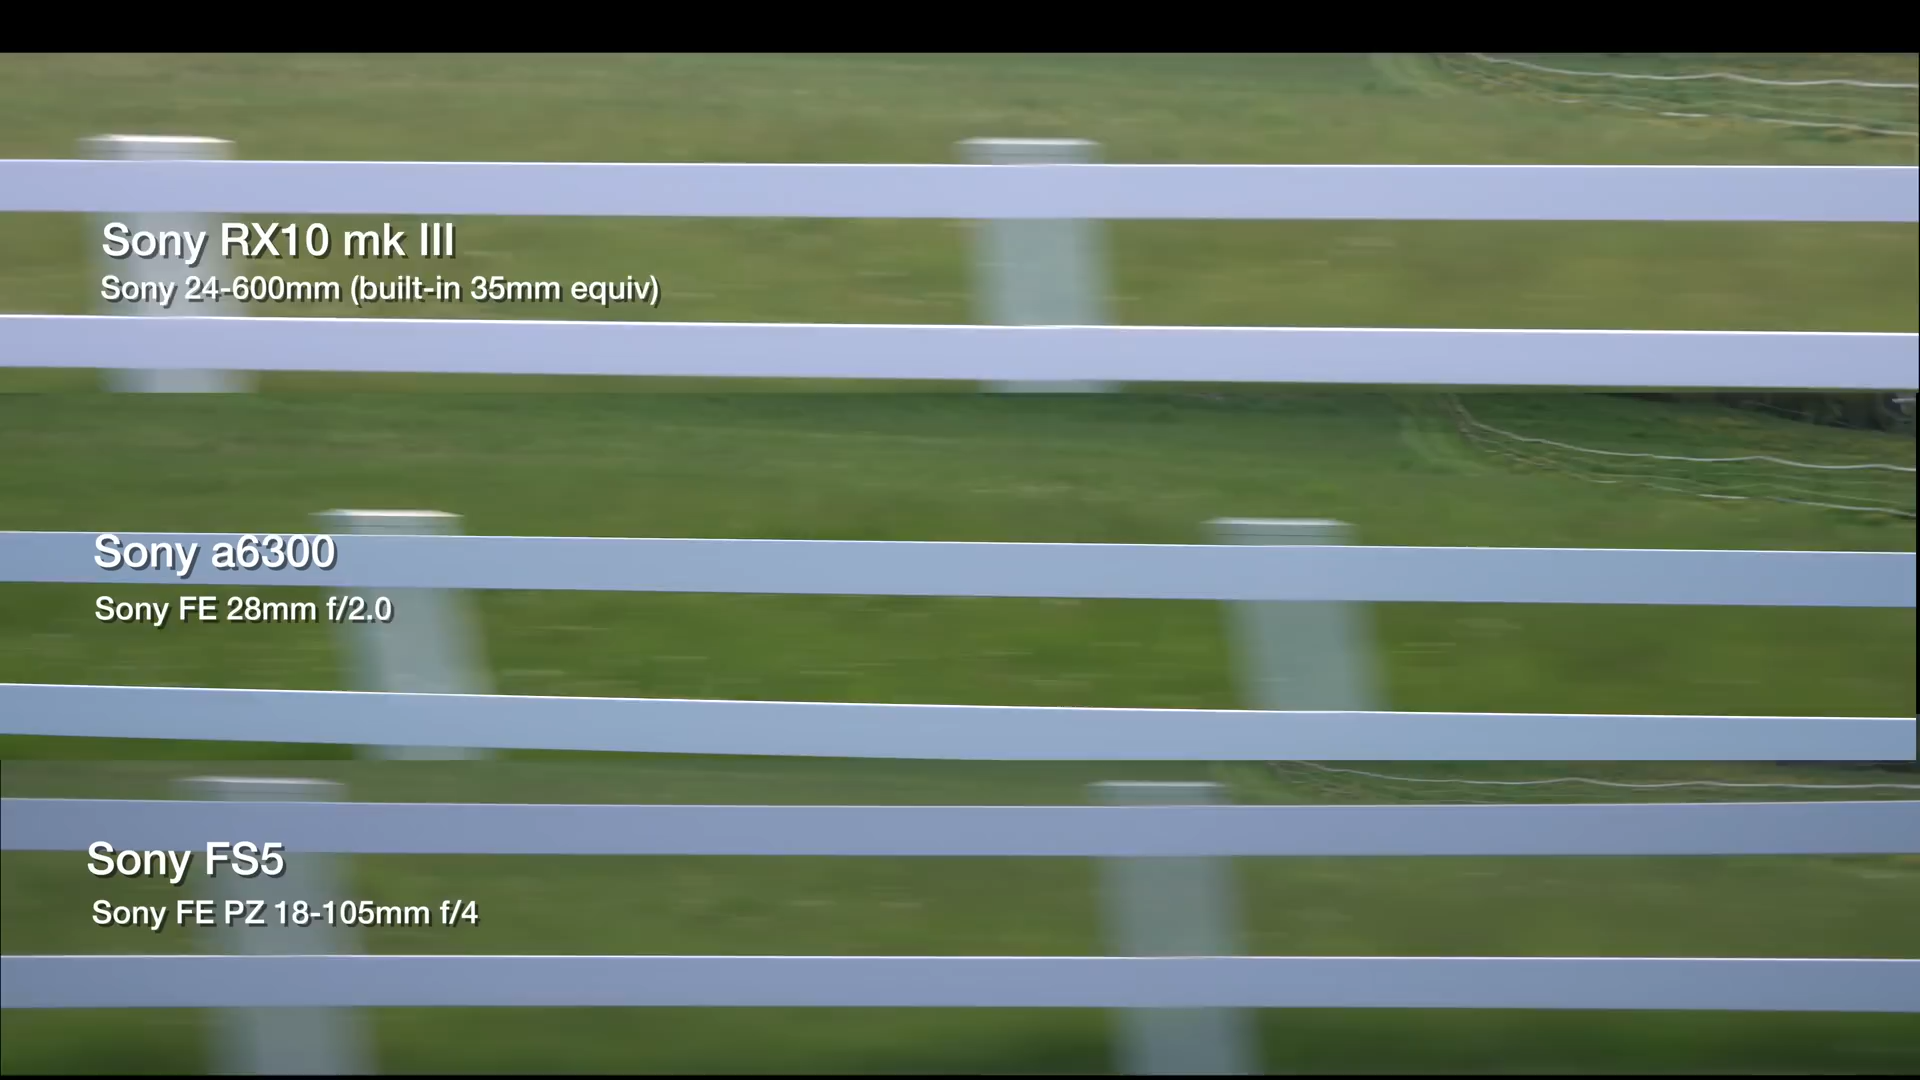 Sony RX10 mk III
Sony 24-600mm (built-in 35mm equiv)
Sony a6300
Sony FE 28mm f/2.0
Sony FS5
Sony FE PZ 18-105mm f/4